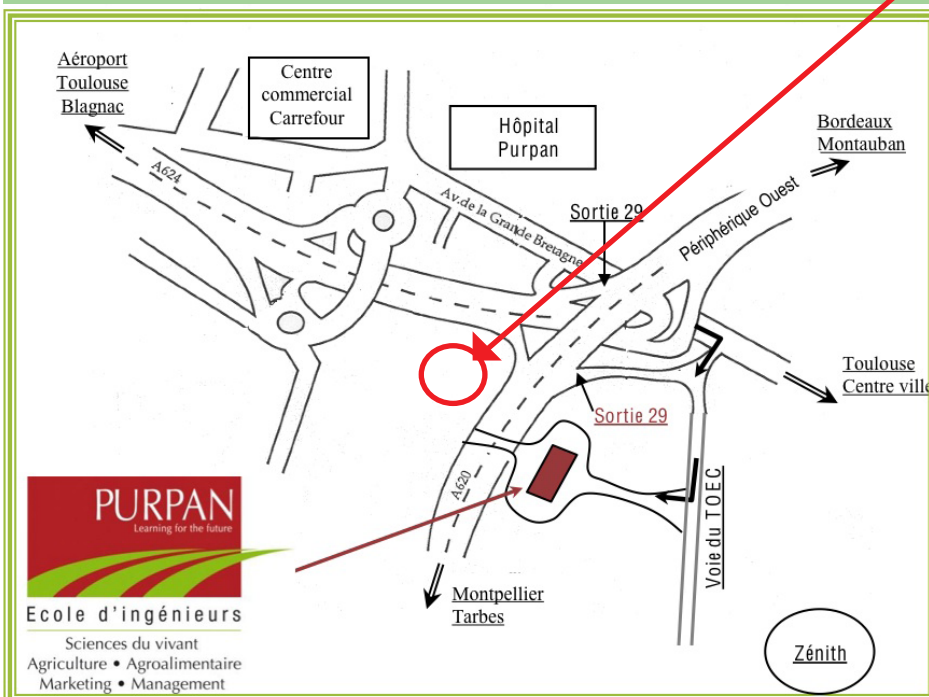 Aéroport
Toulouse
Blagnac
Centre
commercial
Carrefour
Hôpital
Purpan
Bordeaux
Montauban
A624
Av.de la Grande Bretagne
Sortie 29
Périphérique Ouest
Toulouse
Centre ville
Sortie 29
A620
Voie du TOEC
Montpellier
Tarbes
Zénith
PURPAN
Learning for the future
Ecole d'ingénieurs
Sciences du vivant
Agriculture • Agroalimentaire
Marketing • Management